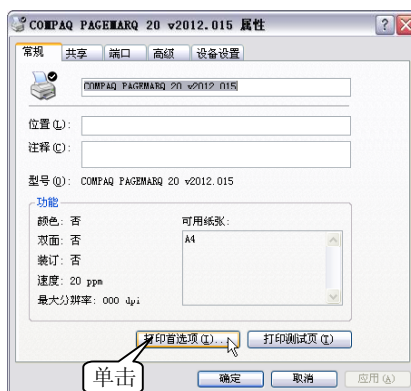 COMPAQ PAGEMARQ 20 v2012.015 属性
常规 共享 端口 高级 设备设置
COMPAQ PAGEMARQ 20 v2012.015
位置(L):
注释(C):
型号(O): COMPAQ PAGEMARQ 20 v2012.015
功能
颜色: 否 可用纸张:
双面: 否 A4
装订: 否
速度: 20 ppm
最大分辨率: 000 dpi
打印首选项(I)... 打印测试页(T)
单击
确定 取消 应用(A)